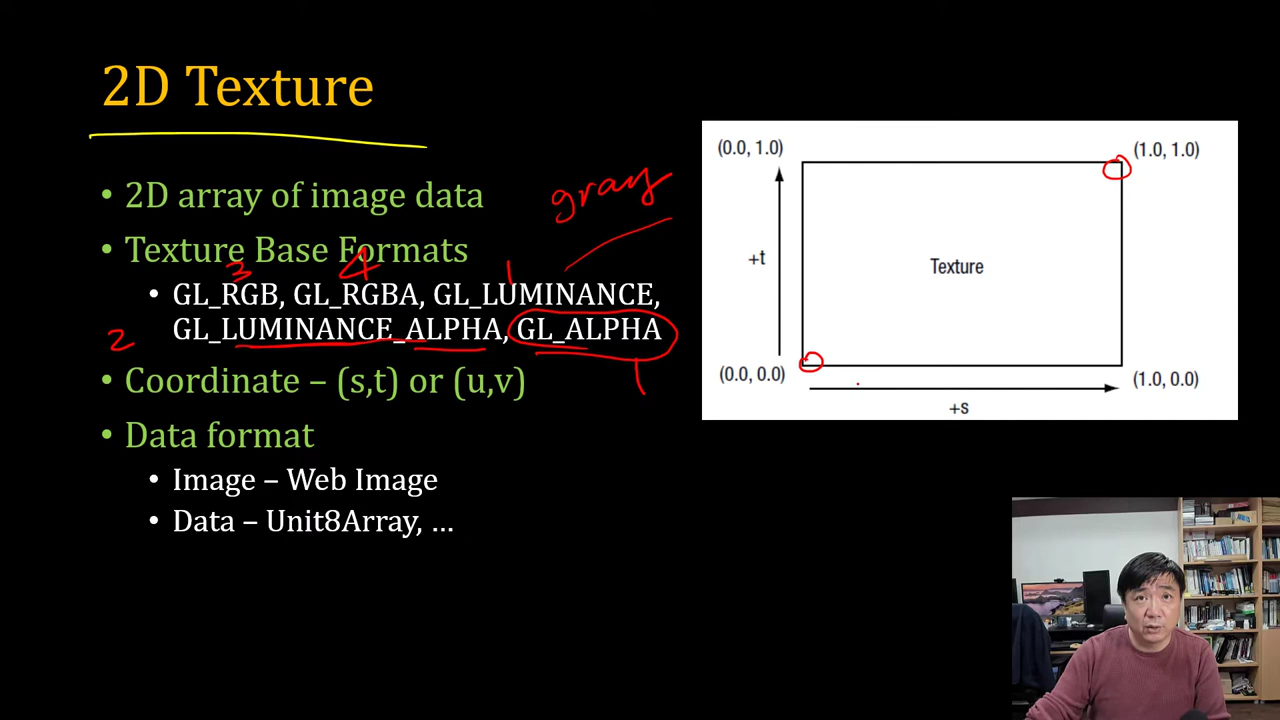 2D Texture
• 2D array of image data
gray
• Texture Base Formats
3 4 1
• GL_RGB, GL_RGBA, GL_LUMINANCE,
2 GL_LUMINANCE_ALPHA, GL_ALPHA
1
• Coordinate – (s,t) or (u,v)
• Data format
• Image – Web Image
• Data – Unit8Array, ...
(0.0, 1.0)
(1.0, 1.0)
+t
Texture
(0.0, 0.0)
(1.0, 0.0)
+s